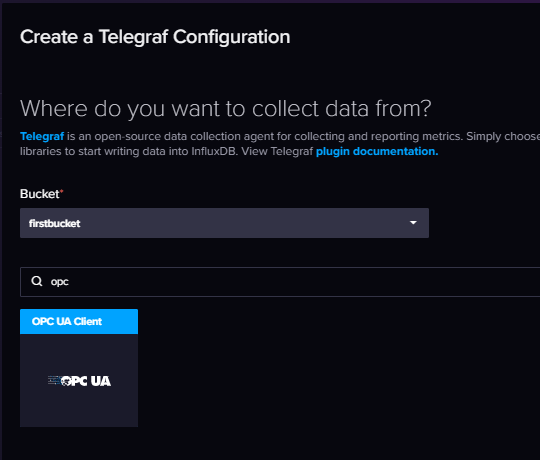 Create a Telegraf Configuration
Where do you want to collect data from?
Telegraf is an open-source data collection agent for collecting and reporting metrics. Simply choose
libraries to start writing data into InfluxDB. View Telegraf plugin documentation.
Bucket*
firstbucket
opc
OPC UA Client
OPC UA